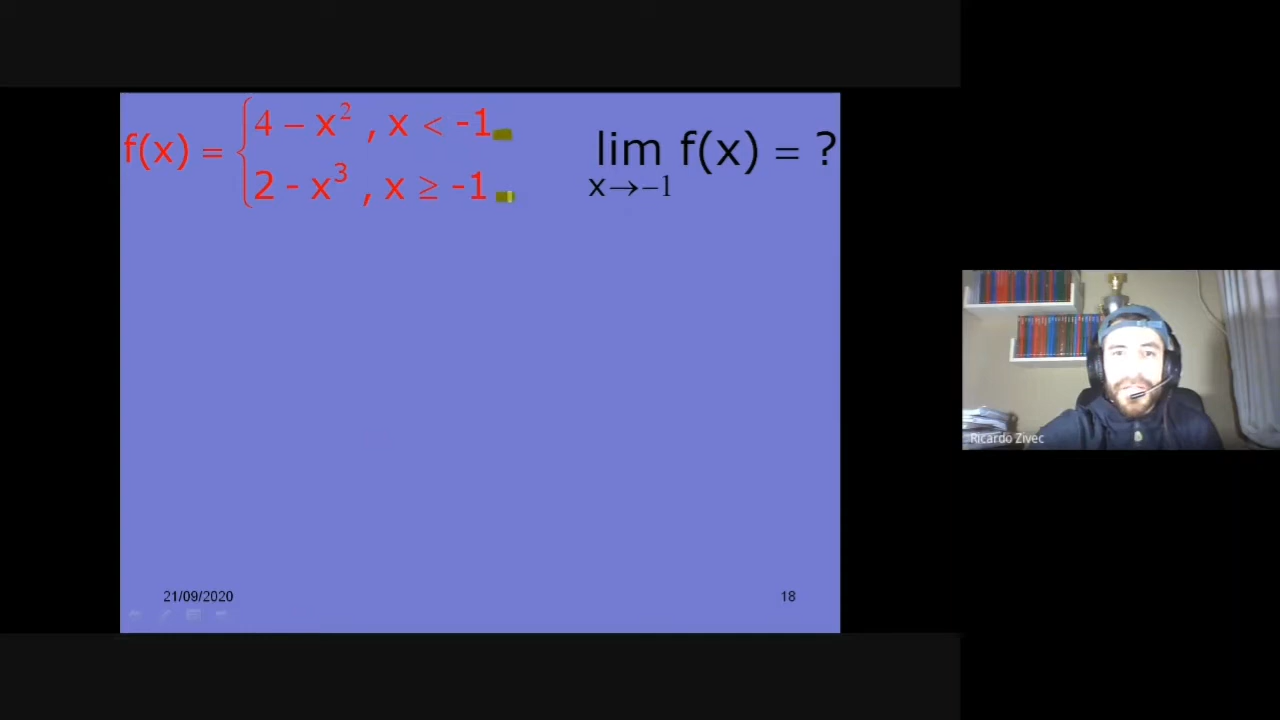 f(x) = { 4 – x² , x < -1
2 - x³ , x ≥ -1
lim f(x) = ?
x→–1
Ricardo Zivec
21/09/2020
18